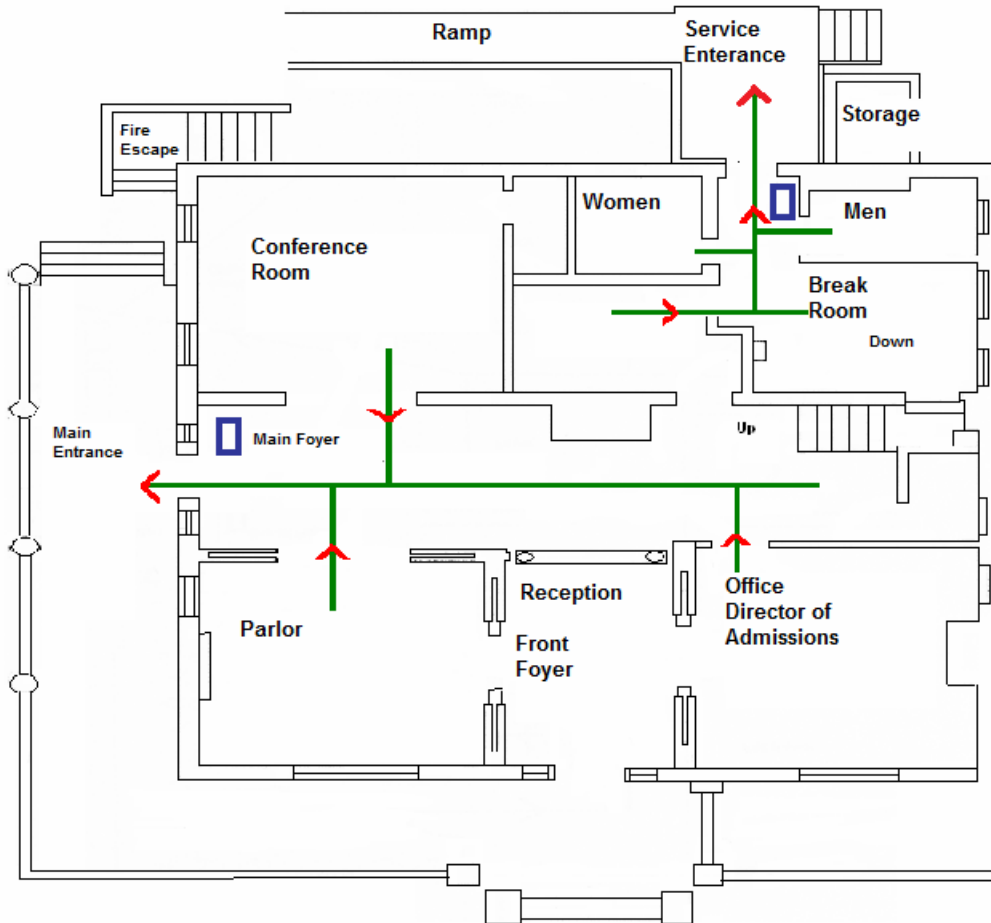 Ramp
Service
Enterance
Fire
Escape
Storage
Women
Men
Conference
Room
Break
Room
Down
Main
Entrance
Main Foyer
Up
Reception
Office
Director of
Admissions
Parlor
Front
Foyer